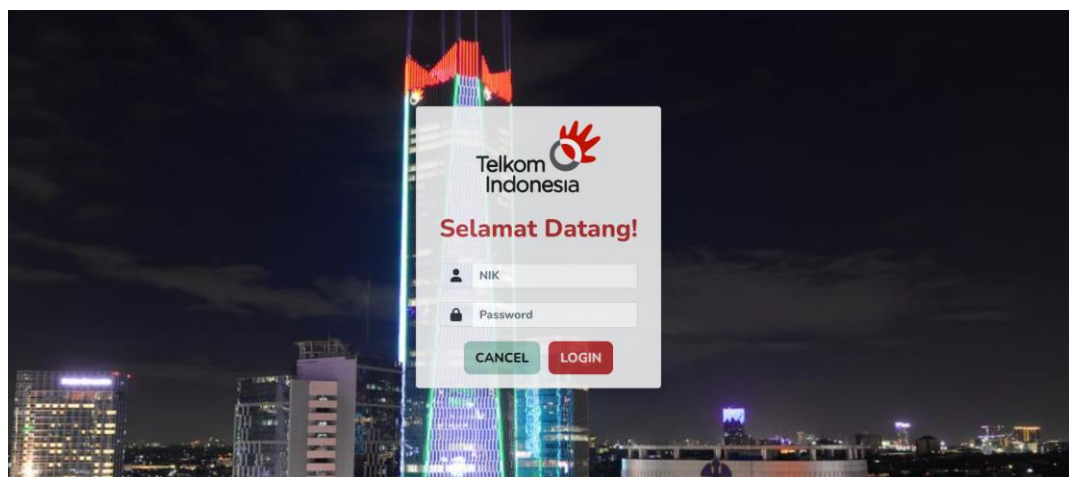 Telkom
Indonesia
Selamat Datang!
NIK
Password
CANCEL
LOGIN